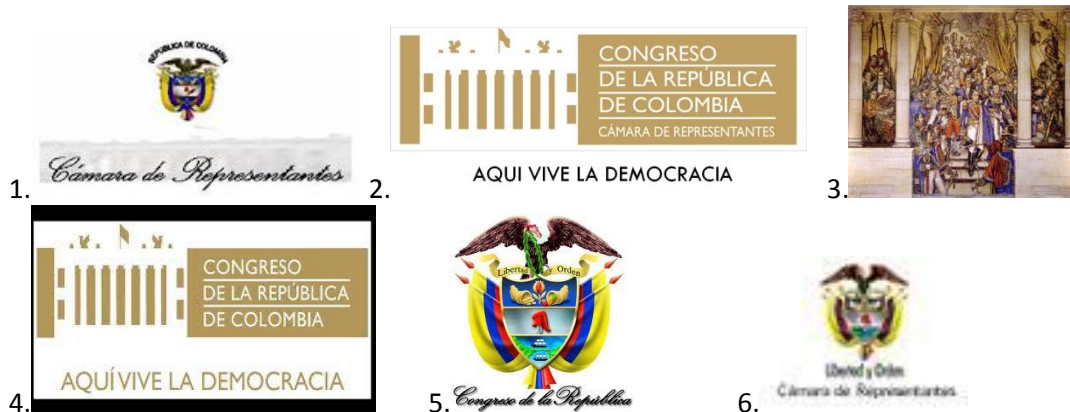 REPÚBLICA DE COLOMBIA
Cámara de Representantes
1.
CONGRESO
DE LA REPÚBLICA
DE COLOMBIA
CÁMARA DE REPRESENTANTES
AQUI VIVE LA DEMOCRACIA
2.
3.
CONGRESO
DE LA REPÚBLICA
DE COLOMBIA
AQUÍ VIVE LA DEMOCRACIA
4.
Libertad y Orden
Congreso de la República
5.
Libertad y Orden
Cámara de Representantes
6.